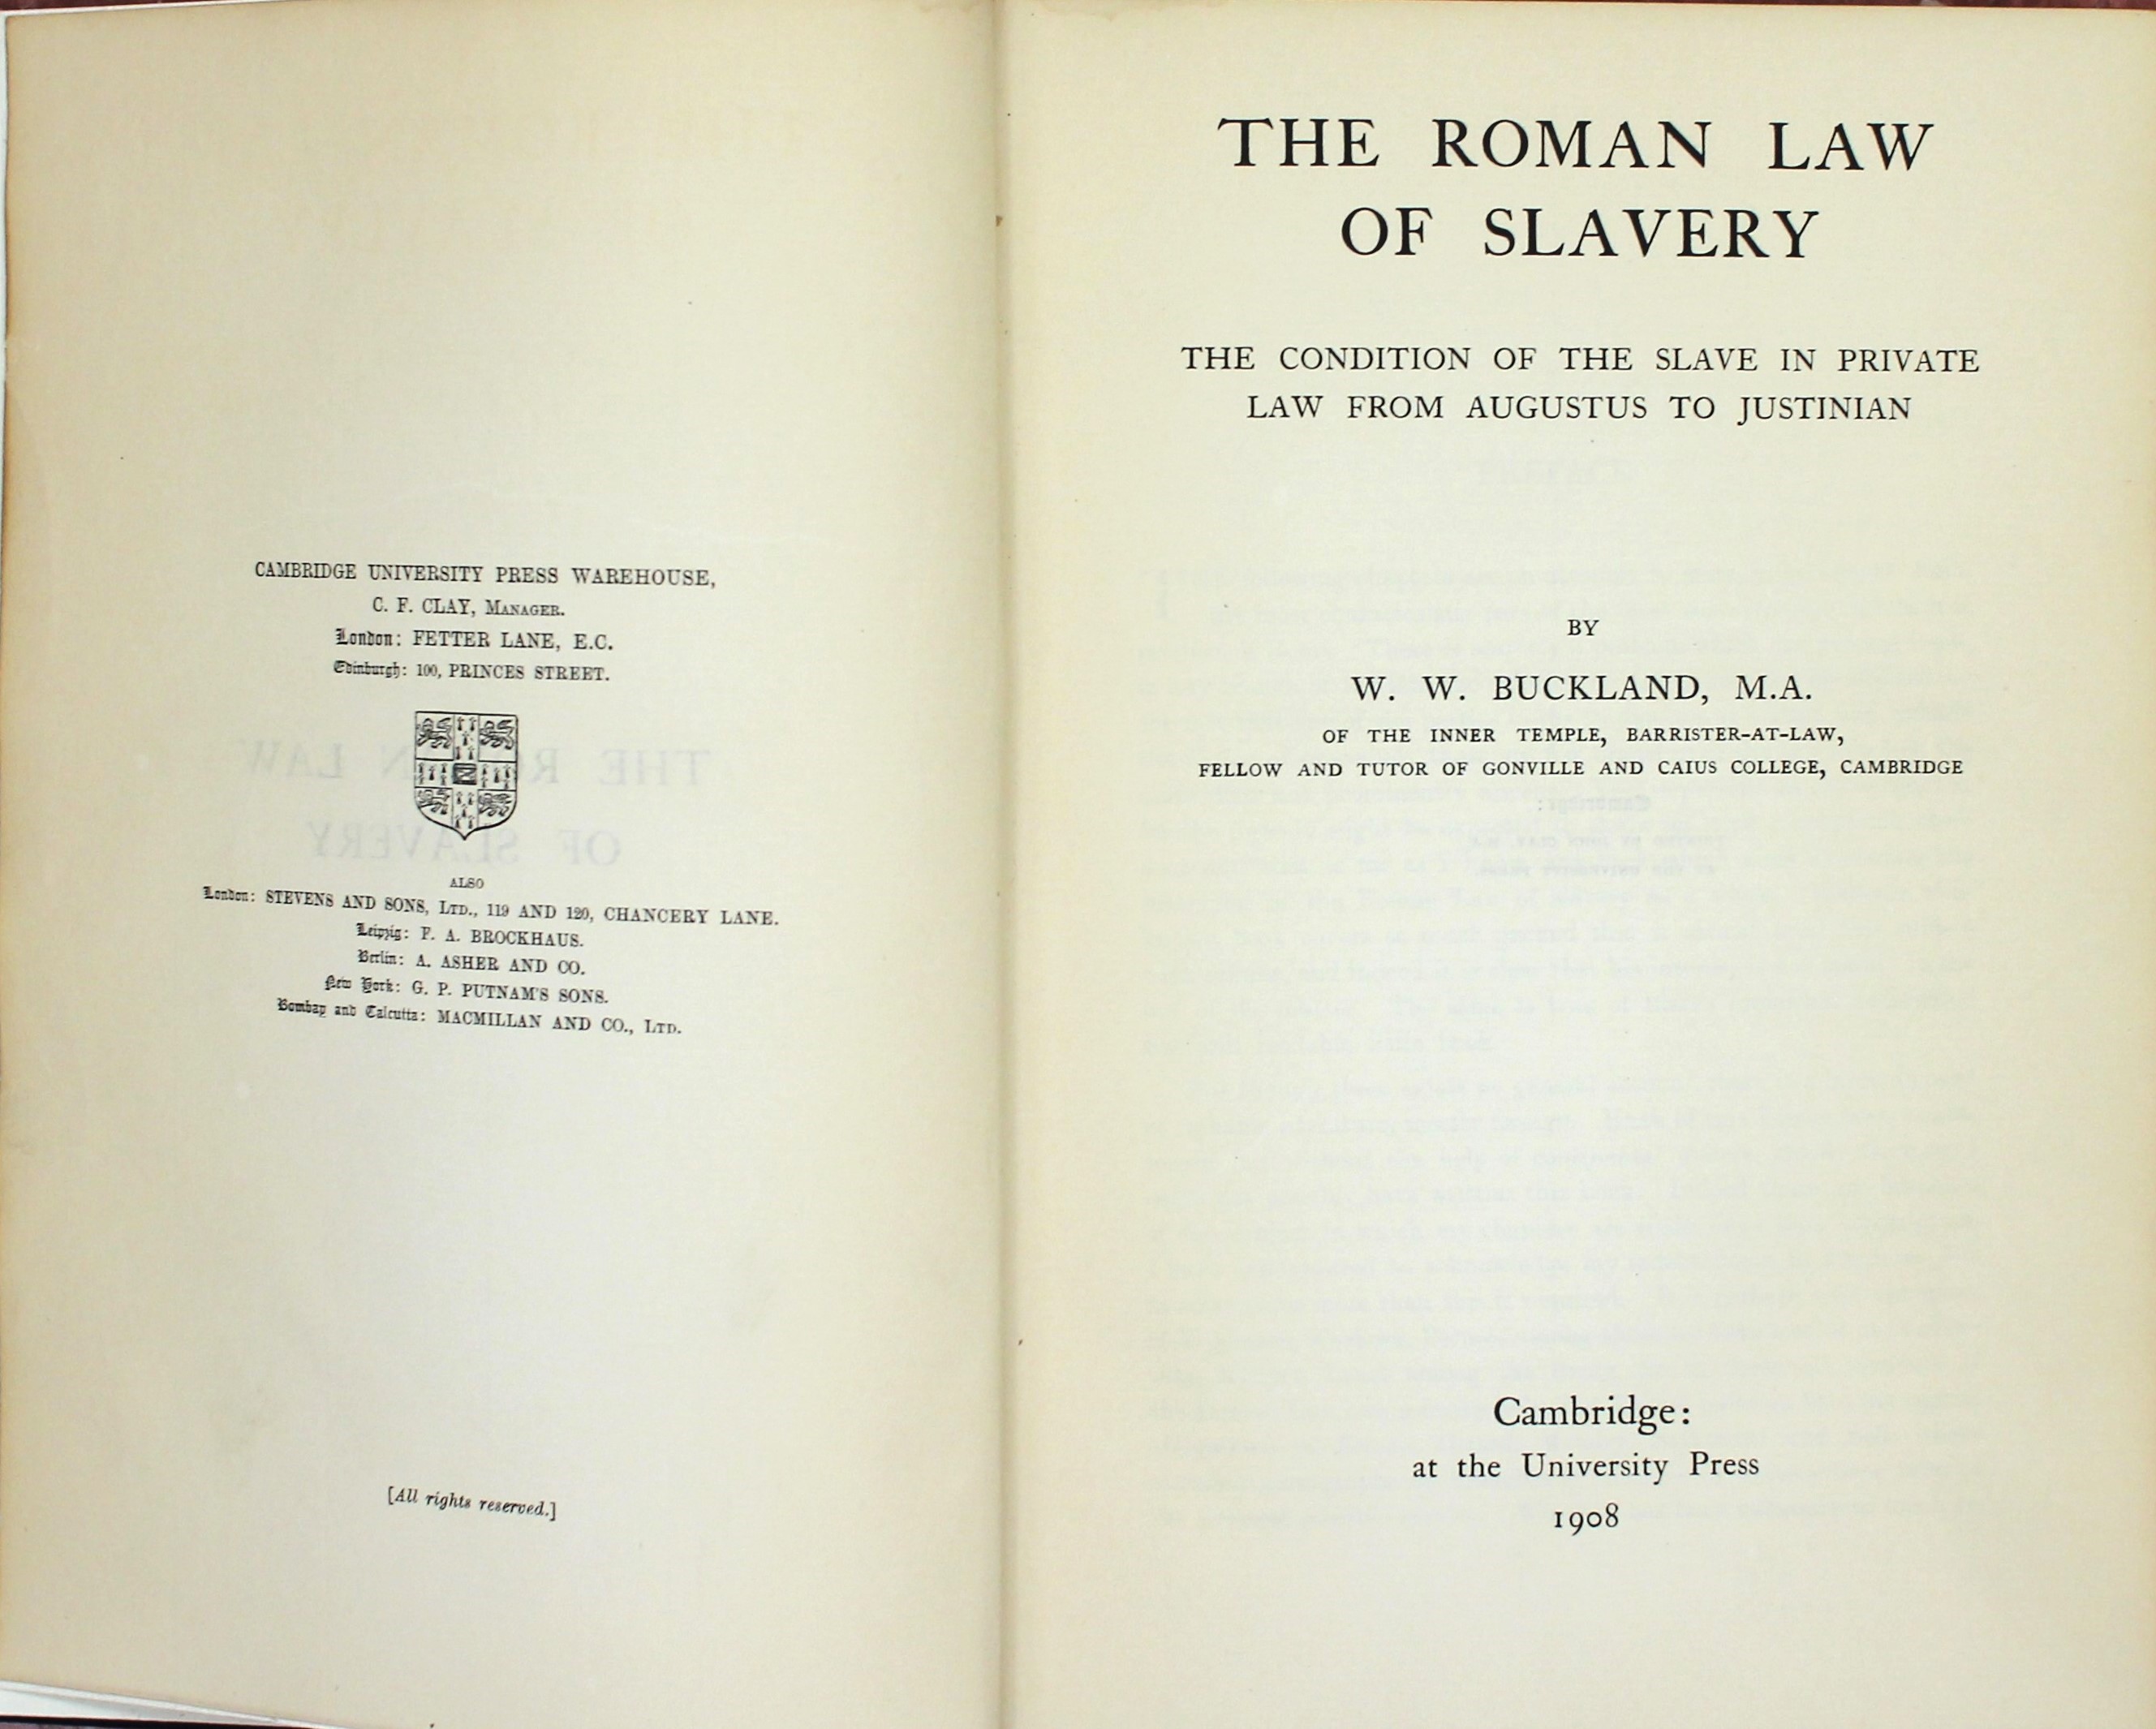 CAMBRIDGE UNIVERSITY PRESS WAREHOUSE,
C. F. CLAY, MANAGER.
London: FETTER LANE, E.C.
Edinburgh: 100, PRINCES STREET.
ALSO
London: STEVENS AND SONS, LTD., 119 AND 120, CHANCERY LANE.
Leipzig: F. A. BROCKHAUS.
Berlin: A. ASHER AND CO.
New York: G. P. PUTNAM'S SONS.
Bombay and Calcutta: MACMILLAN AND CO., LTD.
[All rights reserved.]
THE ROMAN LAW
OF SLAVERY
THE CONDITION OF THE SLAVE IN PRIVATE
LAW FROM AUGUSTUS TO JUSTINIAN
BY
W. W. BUCKLAND, M.A.
OF THE INNER TEMPLE, BARRISTER-AT-LAW,
FELLOW AND TUTOR OF GONVILLE AND CAIUS COLLEGE, CAMBRIDGE
Cambridge:
at the University Press
1908